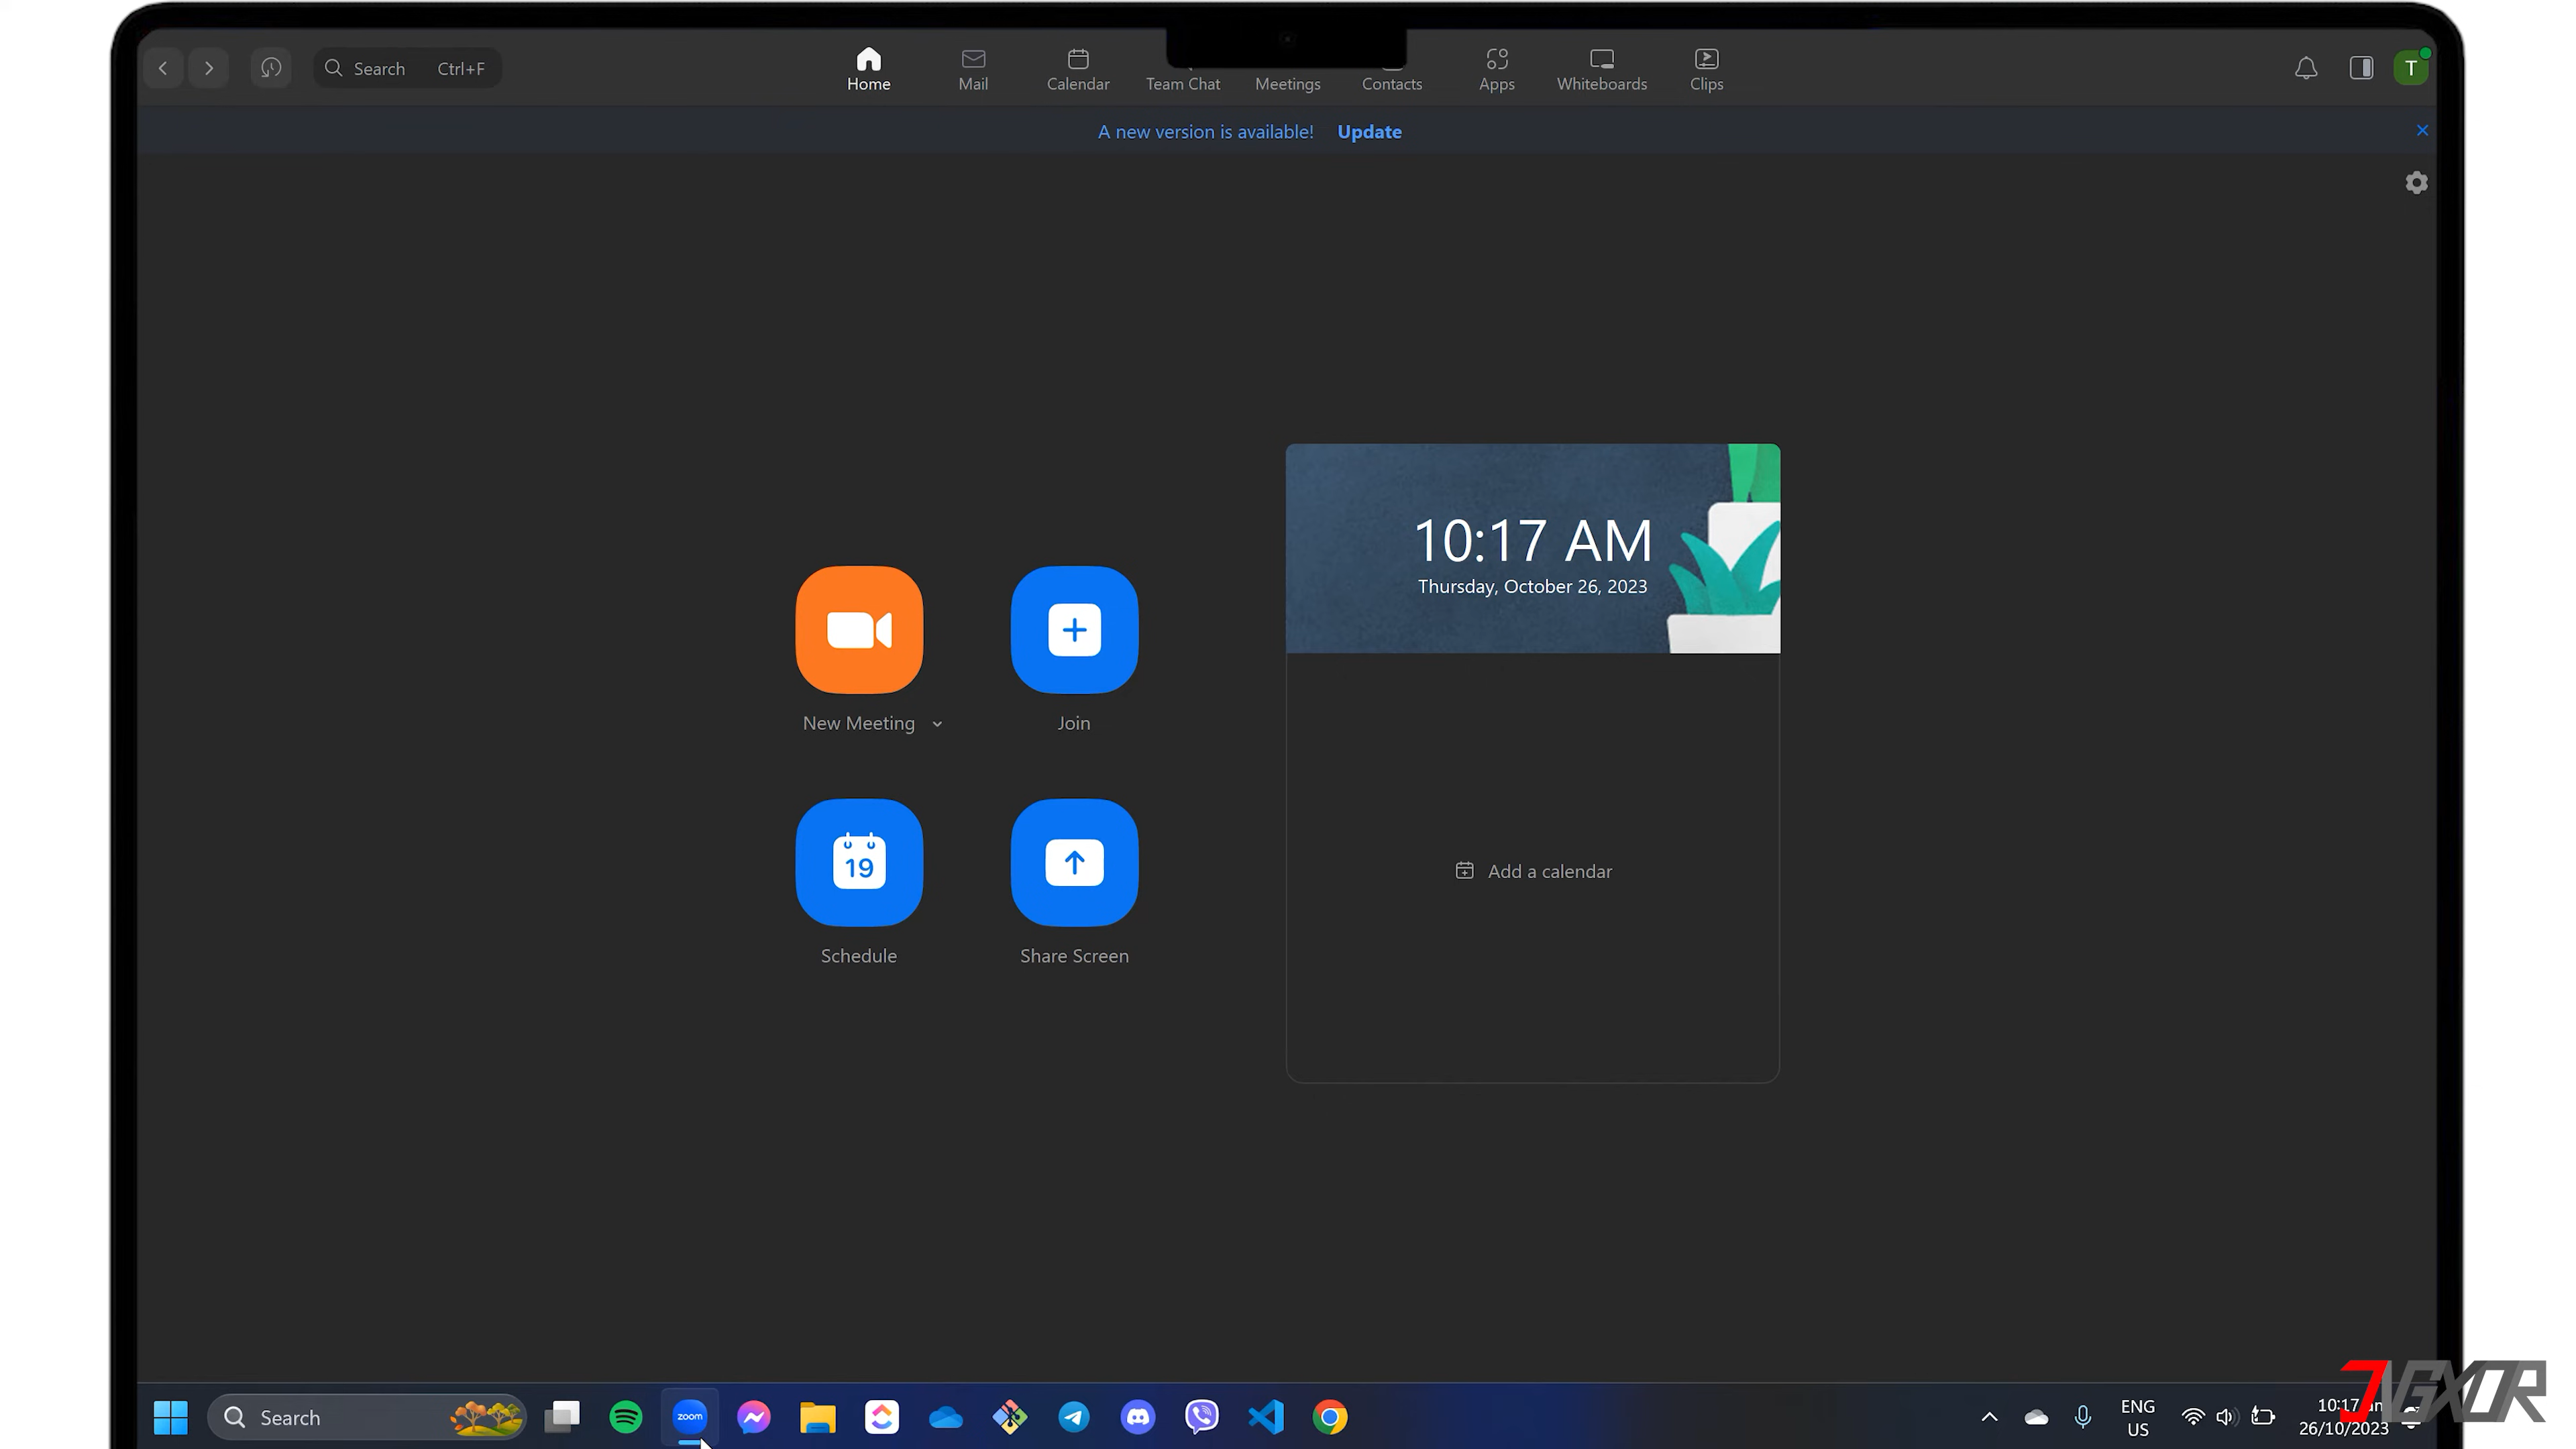 Search Ctrl+F
Home
Mail
Calendar
Team Chat
Meetings
Contacts
Apps
Whiteboards
Clips
T
A new version is available! Update
10:17 AM
Thursday, October 26, 2023
New Meeting
Join
19
Schedule
Share Screen
Add a calendar
Search
zoom
ENG
US
10:17 am
26/10/2023
JVGXOR